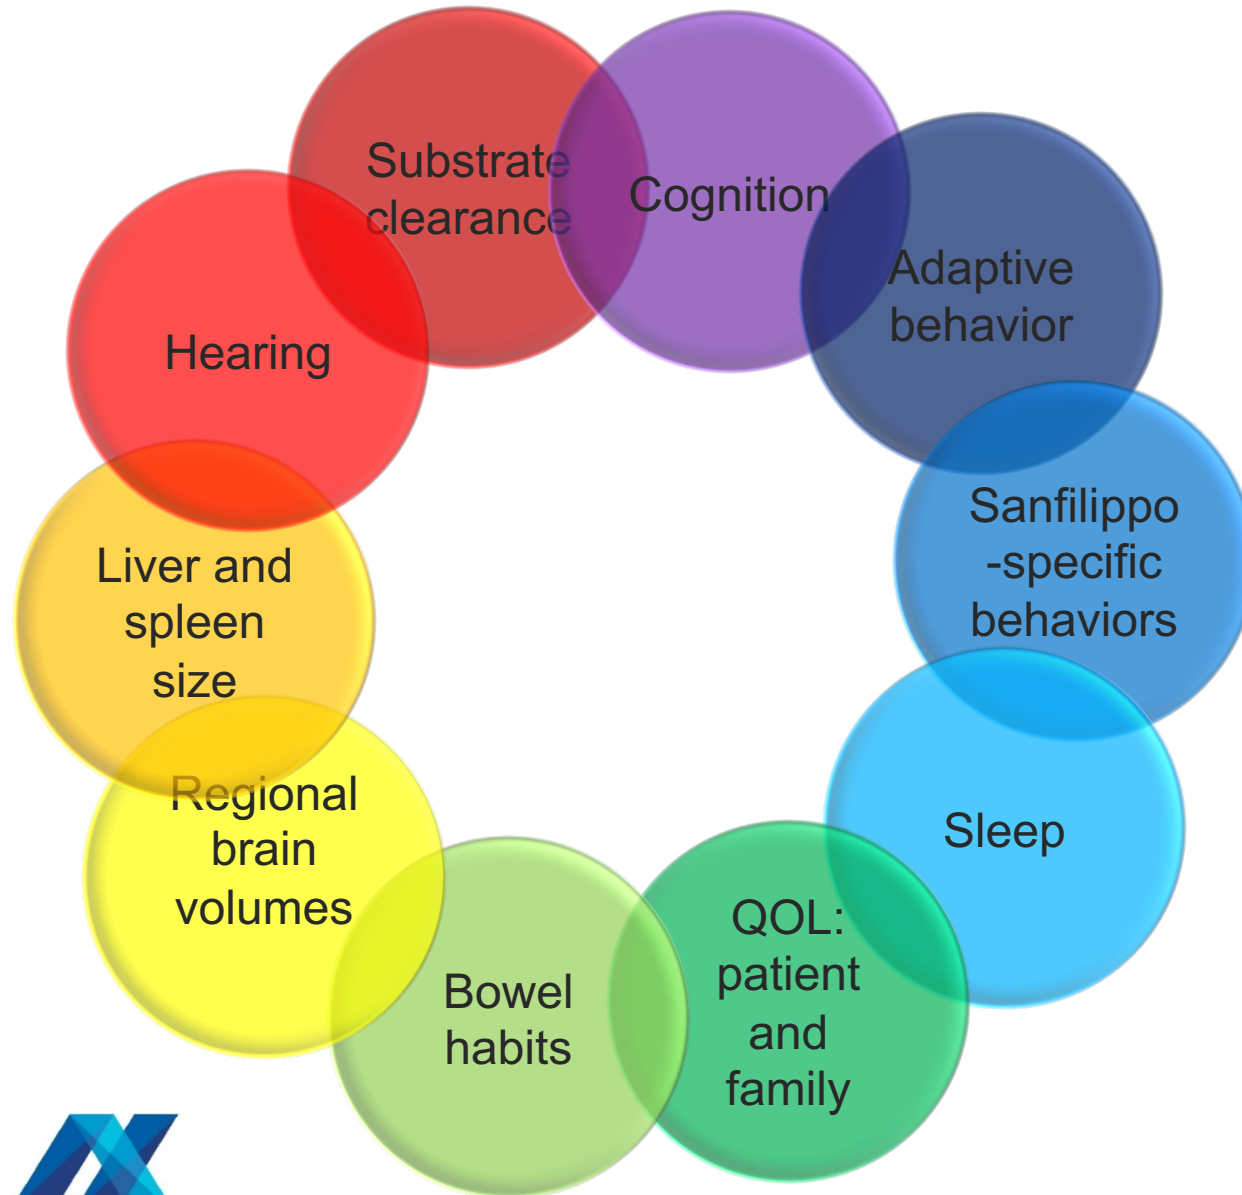 Substrate
clearance
Cognition
Adaptive
behavior
Sanfilippo
-specific
behaviors
Sleep
QOL:
patient
and
family
Bowel
habits
Regional
brain
volumes
Liver and
spleen
size
Hearing